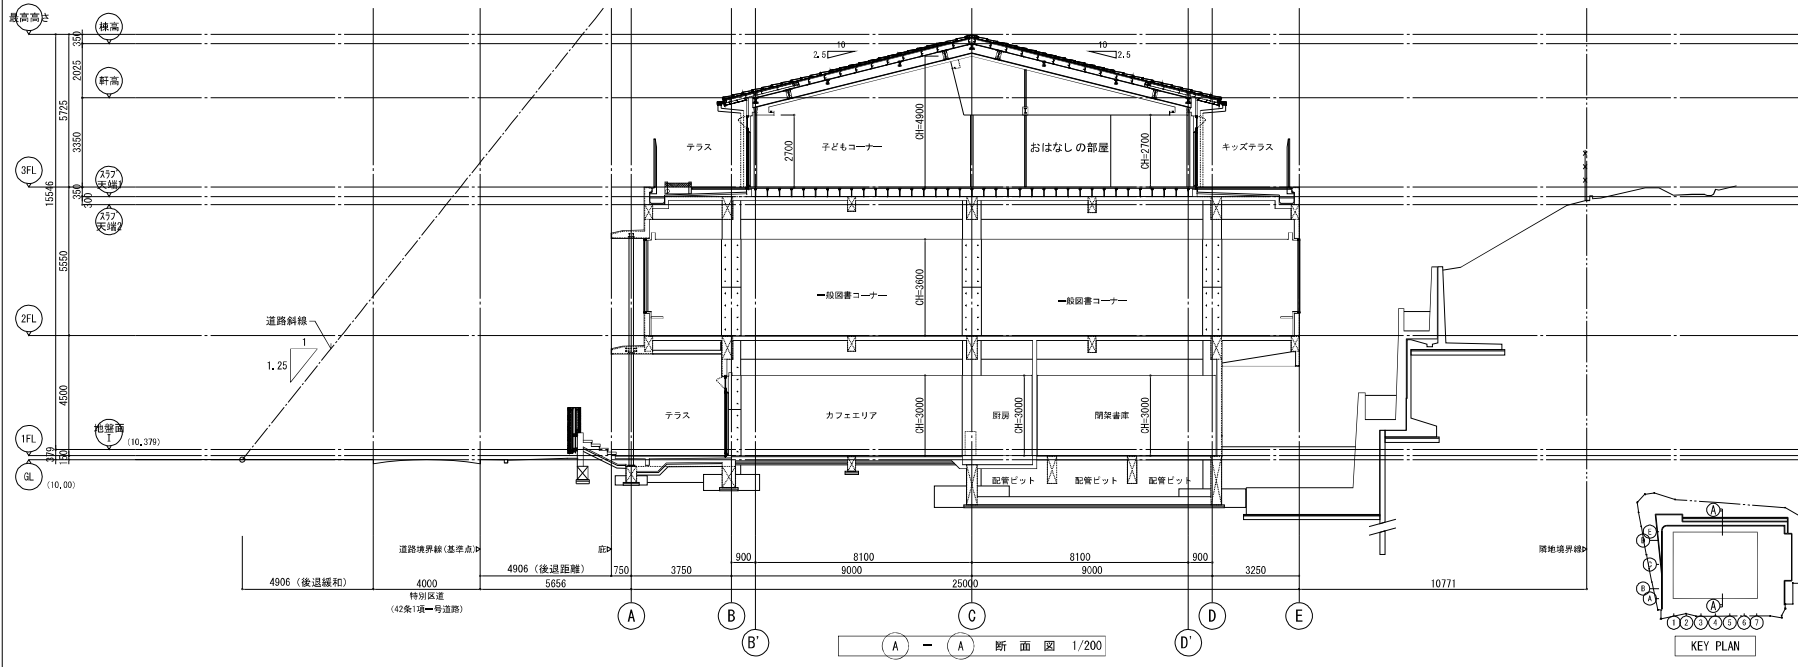 最高高さ
棟高
軒高
3FL
スラブ天端1
スラブ天端2
2FL
地盤面
I
(10.379)
1FL
GL
(10.00)
350
2025
5725
3350
15546
350
300
5550
4500
379
150
道路斜線
1
1.25
10
2.5
10
2.5
テラス
2700
子どもコーナー
CH=4900
おはなしの部屋
CH=2700
キッズテラス
一般図書コーナー
CH=3600
一般図書コーナー
テラス
カフェエリア
CH=3000
厨房
CH=3000
閉架書庫
CH=3000
配管ピット
配管ピット
配管ピット
道路境界線(基準点)
庇
隣地境界線
900
8100
8100
900
4906 (後退緩和)
4000
4906 (後退距離)
5656
750
3750
9000
25000
9000
3250
10771
特別区道
(42条1項一号道路)
A
B
B'
C
D'
D
E
A − A 断面図 1/200
A
E
D
C
B
A
A
1 2 3 4 5 6 7
KEY PLAN